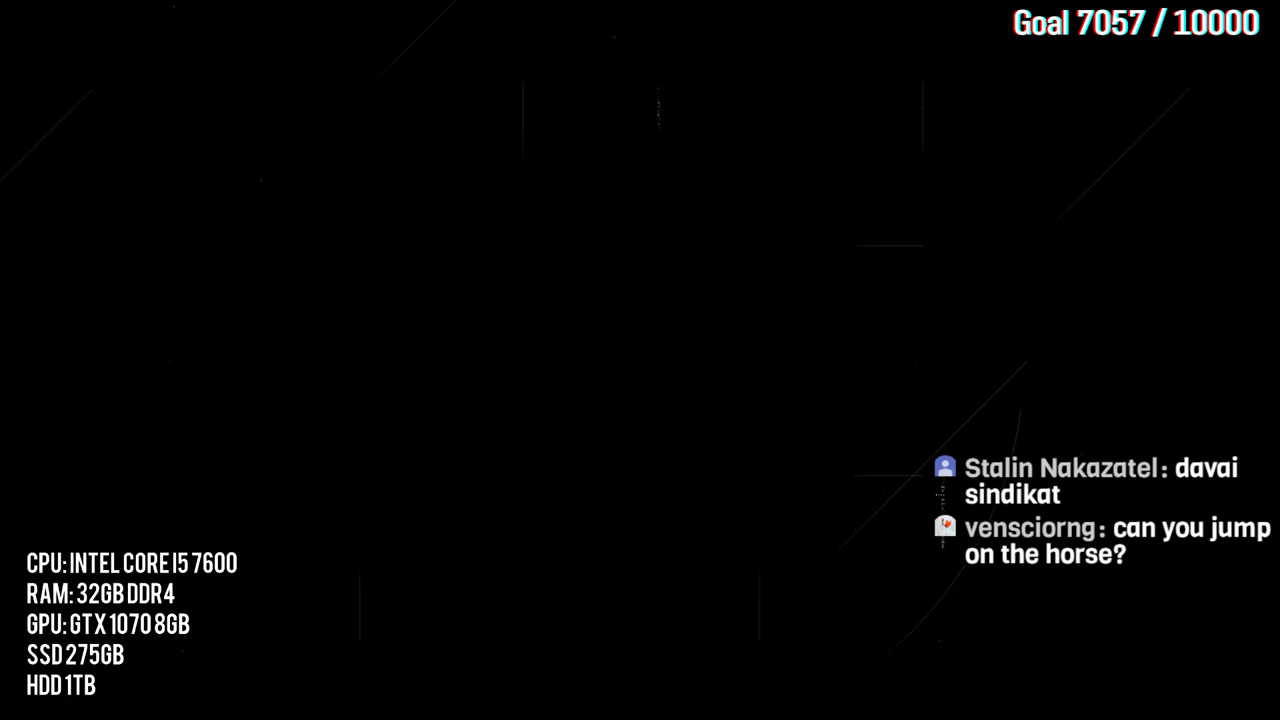 Goal 7057 / 10000
Stalin Nakazatel: davai
sindikat
vensciorng: can you jump
on the horse?
CPU: INTEL CORE I5 7600
RAM: 32GB DDR4
GPU: GTX 1070 8GB
SSD 275GB
HDD 1TB